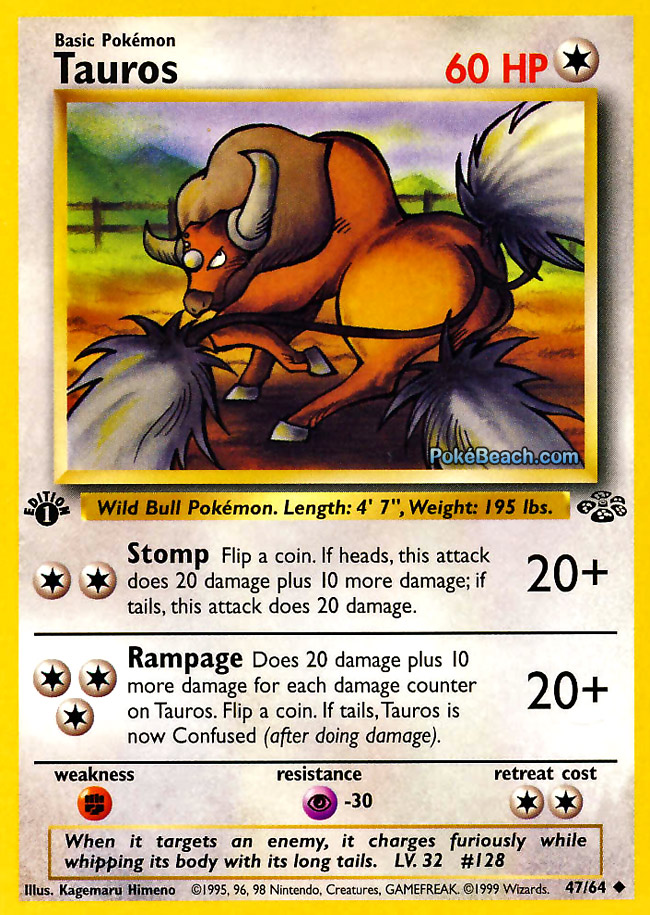 Basic Pokémon
Tauros
60 HP
PokéBeach.com
EDITION
1
Wild Bull Pokémon. Length: 4' 7", Weight: 195 lbs.
Stomp Flip a coin. If heads, this attack
does 20 damage plus 10 more damage; if
tails, this attack does 20 damage.
20+
Rampage Does 20 damage plus 10
more damage for each damage counter
on Tauros. Flip a coin. If tails, Tauros is
now Confused (after doing damage).
20+
weakness
resistance
retreat cost
-30
When it targets an enemy, it charges furiously while
whipping its body with its long tails. LV. 32 #128
Illus. Kagemaru Himeno ©1995, 96, 98 Nintendo, Creatures, GAMEFREAK. ©1999 Wizards. 47/64